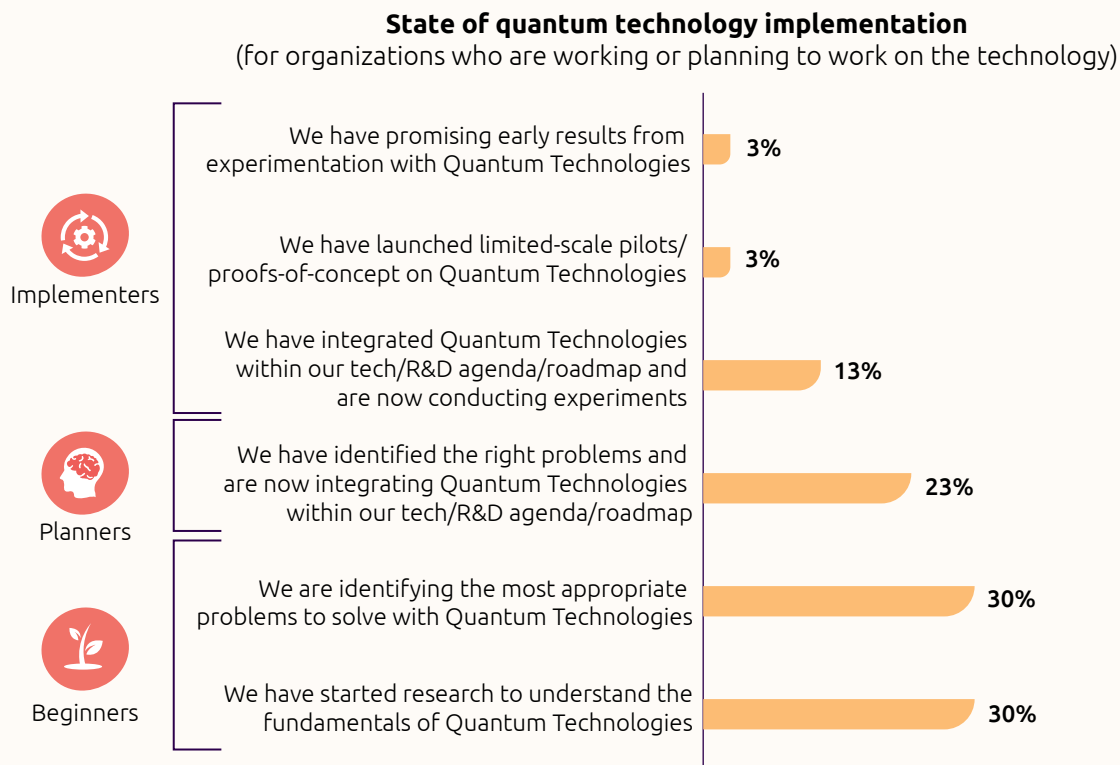 State of quantum technology implementation
(for organizations who are working or planning to work on the technology)
Implementers
We have promising early results from
experimentation with Quantum Technologies
3%
We have launched limited-scale pilots/
proofs-of-concept on Quantum Technologies
3%
We have integrated Quantum Technologies
within our tech/R&D agenda/roadmap and
are now conducting experiments
13%
Planners
We have identified the right problems and
are now integrating Quantum Technologies
within our tech/R&D agenda/roadmap
23%
Beginners
We are identifying the most appropriate
problems to solve with Quantum Technologies
30%
We have started research to understand the
fundamentals of Quantum Technologies
30%